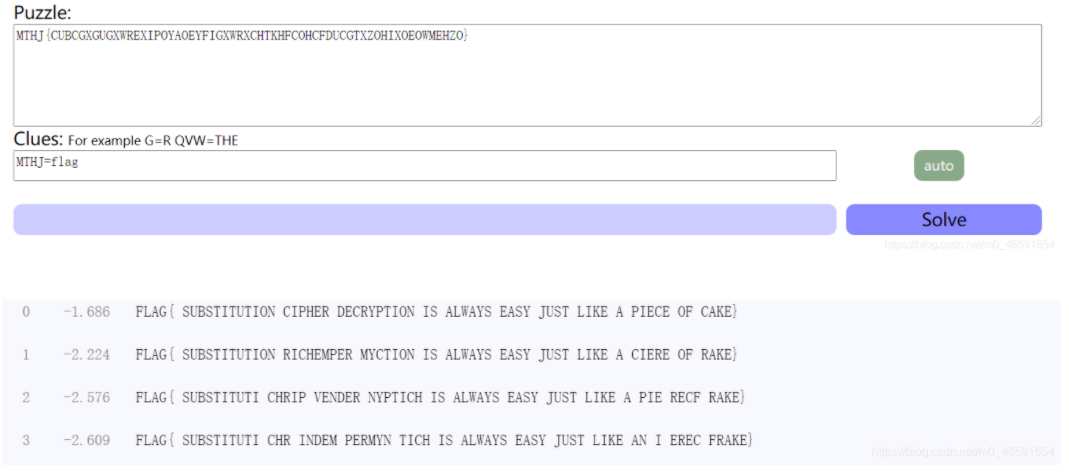 Puzzle:
MTHJ{CUBCGXGUGXWREXIPOYAOEYFIGXWRXCHTKHFCOHCFDUCGTXZOHIXOEOWMEHZO}
Clues: For example G=R QVW=THE
MTHJ=flag
auto
Solve
https://blog.csdn.net/m0_46591654
0 -1.686 FLAG{ SUBSTITUTION CIPHER DECRYPTION IS ALWAYS EASY JUST LIKE A PIECE OF CAKE}
1 -2.224 FLAG{ SUBSTITUTION RICHEMPER MYCTION IS ALWAYS EASY JUST LIKE A CIERE OF RAKE}
2 -2.576 FLAG{ SUBSTITUTI CHRIP VENDER NYPTICH IS ALWAYS EASY JUST LIKE A PIE RECF RAKE}
3 -2.609 FLAG{ SUBSTITUTI CHR INDEM PERMYN TICH IS ALWAYS EASY JUST LIKE AN I EREC FRAKE}
https://blog.csdn.net/m0_46591654